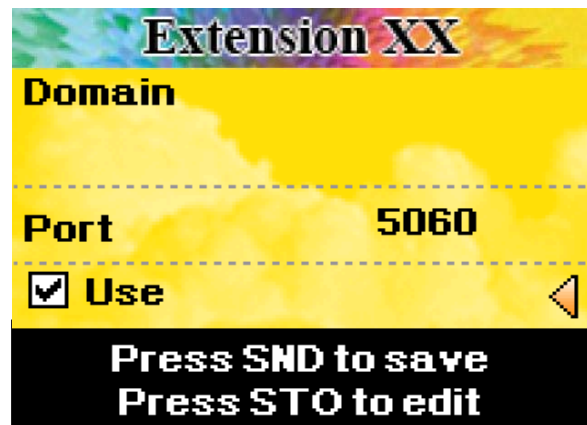 Extension XX
Domain
Port 5060
Use
Press SND to save
Press STO to edit